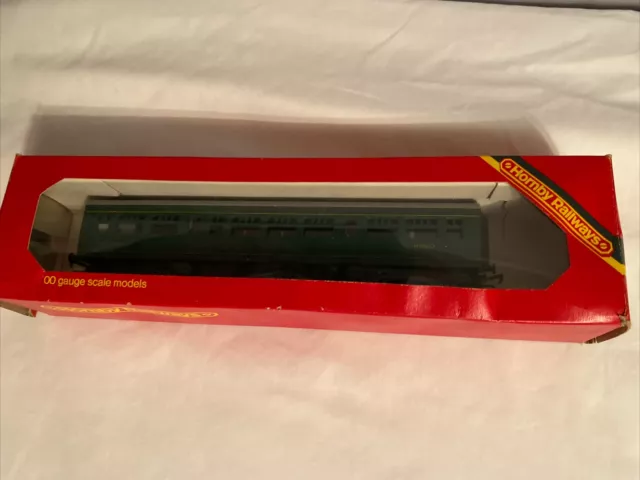 Hornby Railways
00 gauge scale models